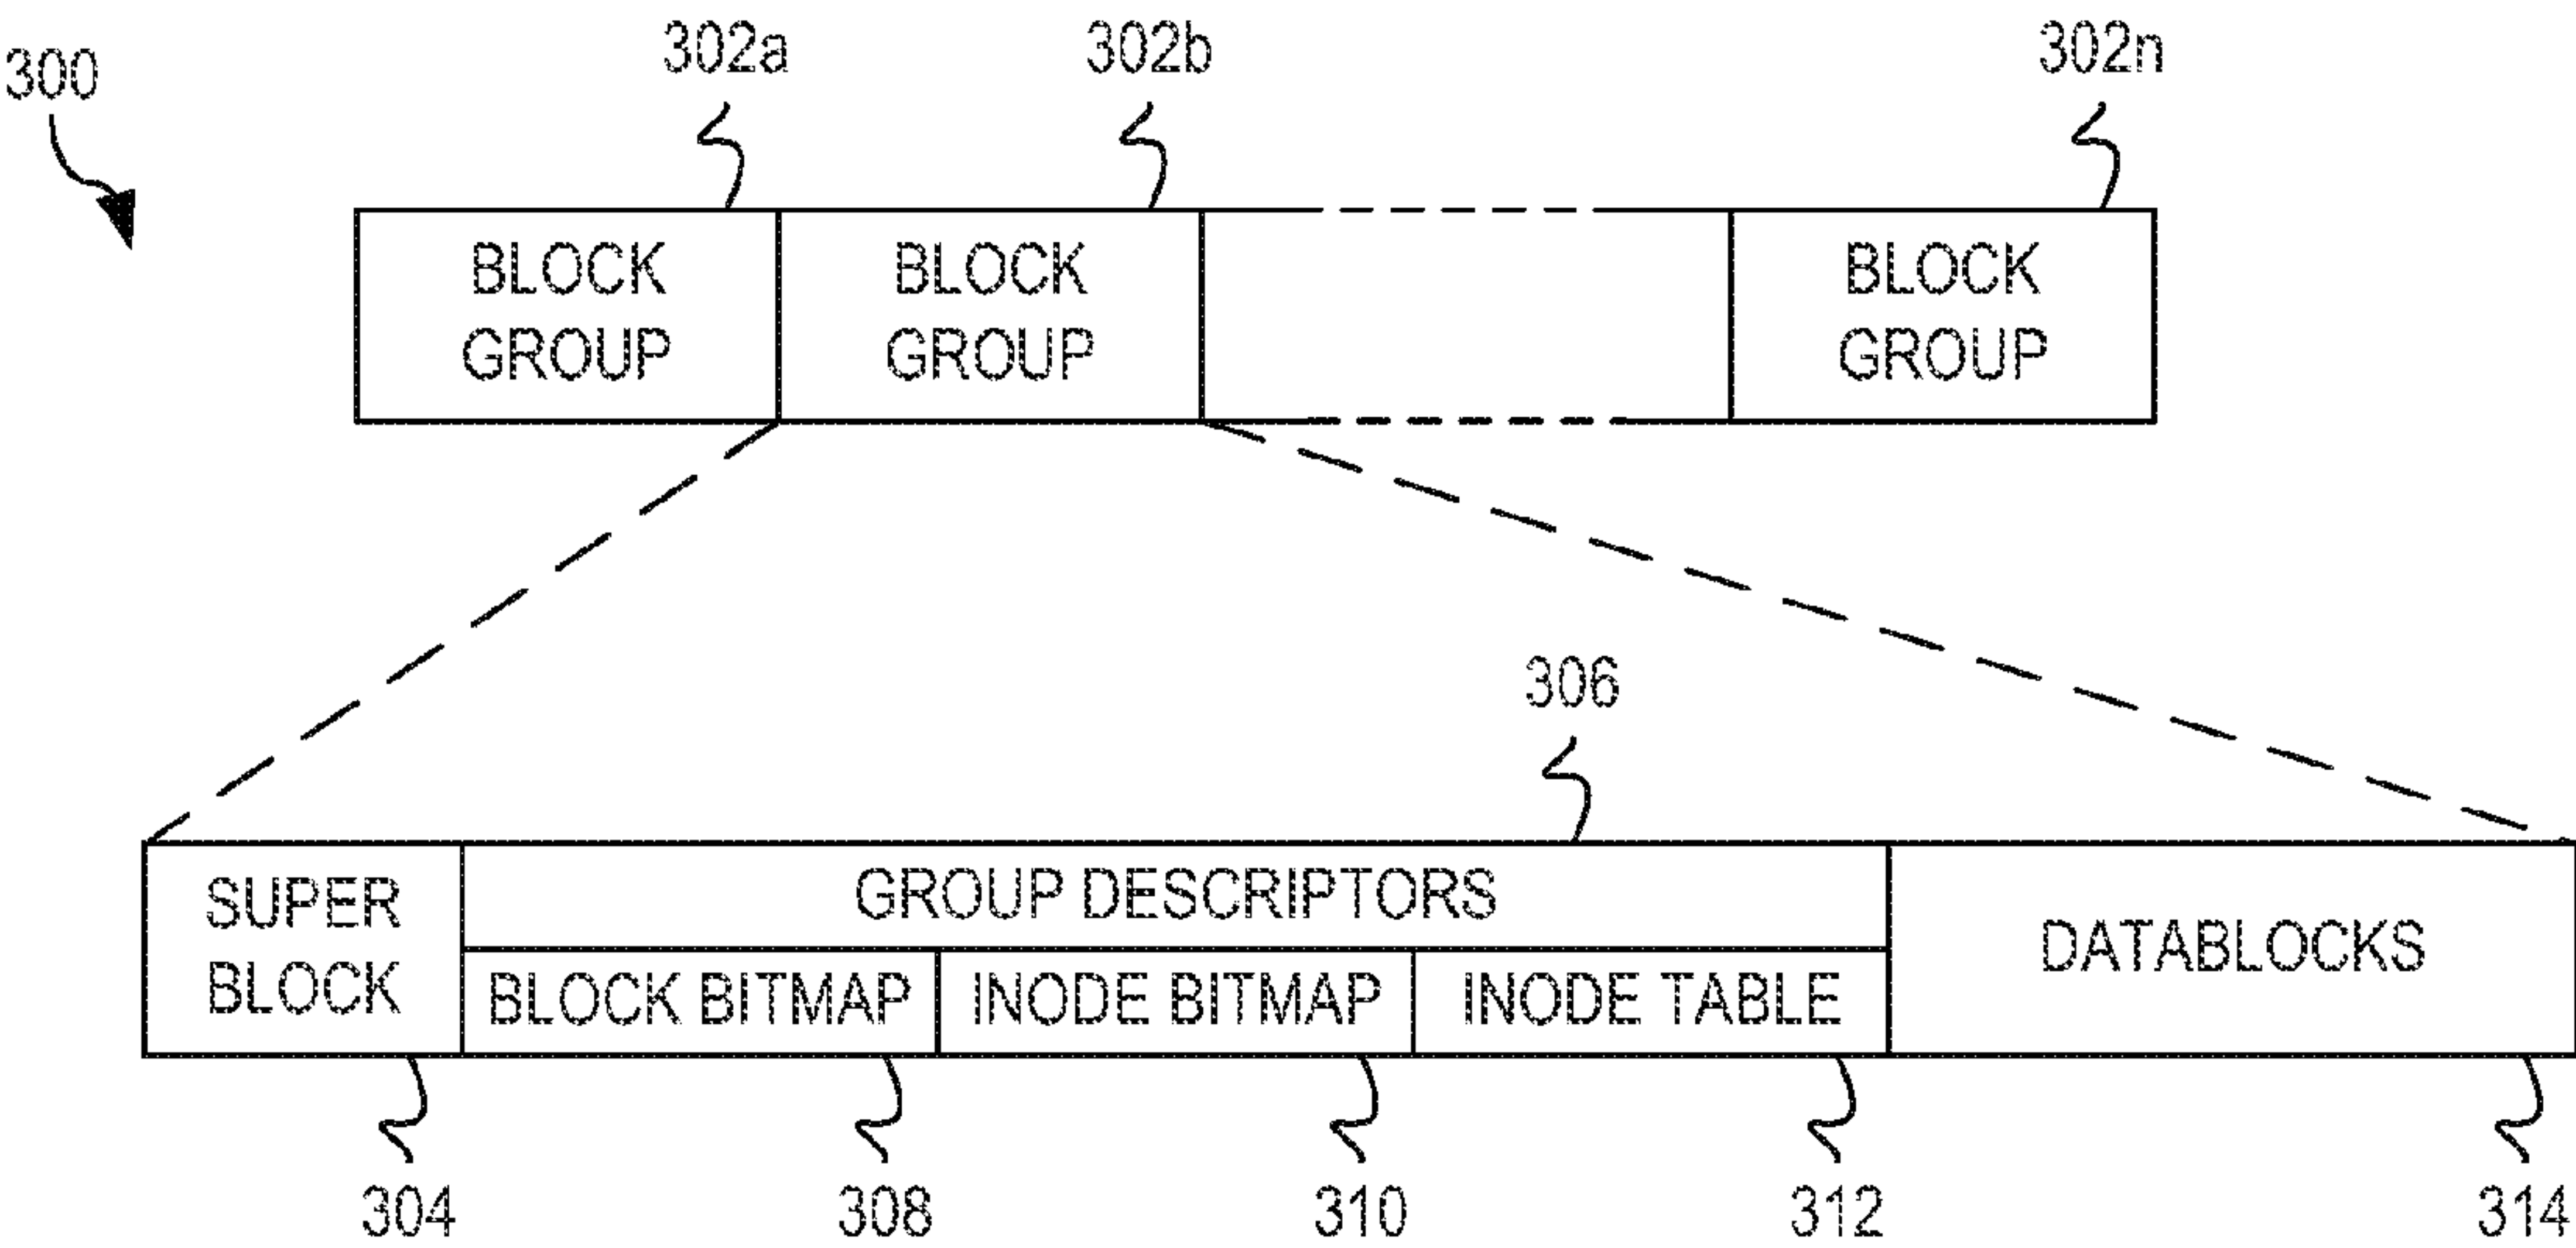 300
302a
302b
302n
BLOCK
GROUP
BLOCK
GROUP
BLOCK
GROUP
306
SUPER
BLOCK
GROUP DESCRIPTORS
BLOCK BITMAP
INODE BITMAP
INODE TABLE
DATABLOCKS
304
308
310
312
314